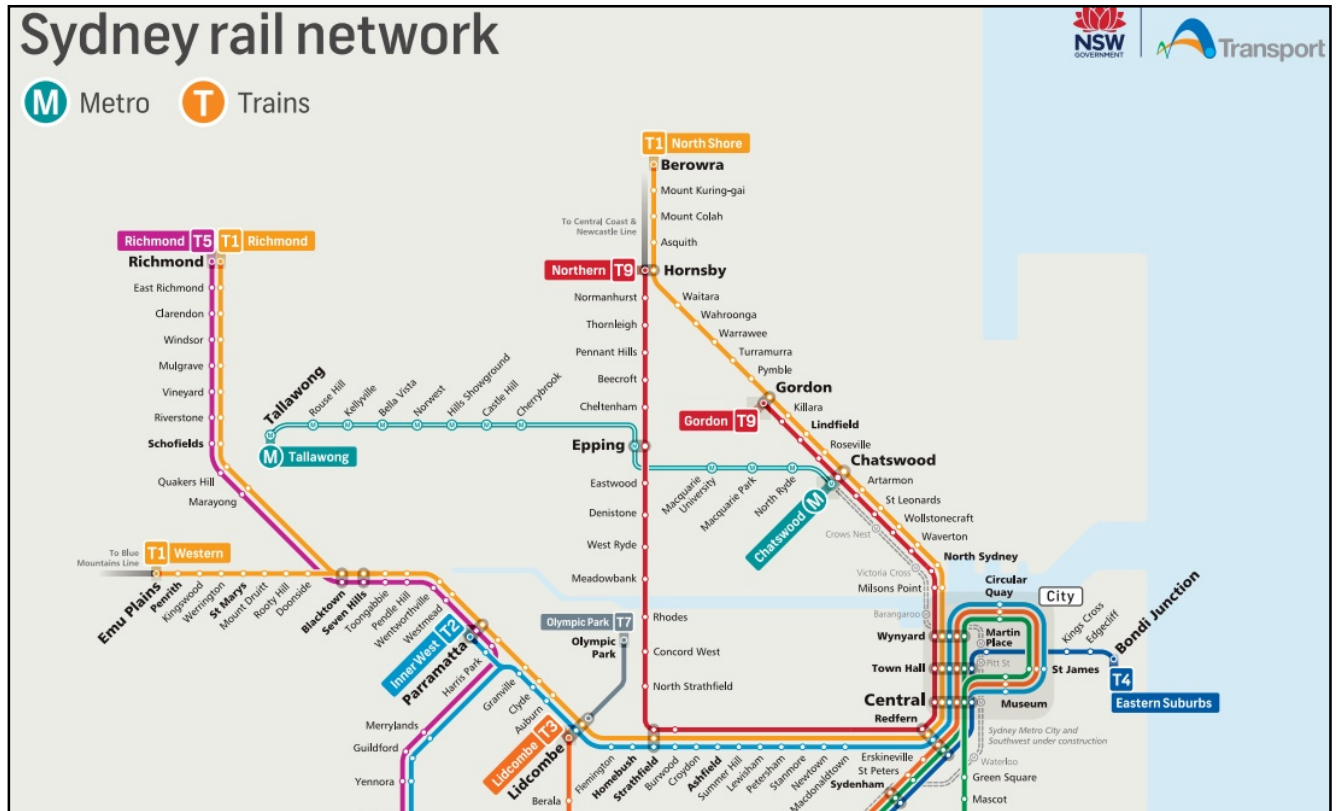 Sydney rail network
NSW
GOVERNMENT
Transport
M Metro
T Trains
T1 North Shore
Berowra
Mount Kuring-gai
Mount Colah
Asquith
To Central Coast &
Newcastle Line
Northern T9
Hornsby
Richmond T5
T1 Richmond
Richmond
East Richmond
Clarendon
Windsor
Mulgrave
Vineyard
Riverstone
Schofields
Quakers Hill
Marayong
Normanhurst
Thornleigh
Pennant Hills
Beecroft
Cheltenham
Epping
Eastwood
Denistone
West Ryde
Meadowbank
Rhodes
Concord West
North Strathfield
Waitara
Wahroonga
Warrawee
Turramurra
Pymble
Gordon
Gordon T9
Killara
Lindfield
Roseville
Chatswood
Artarmon
St Leonards
Wollstonecraft
Waverton
North Sydney
Milsons Point
Tallawong
M Tallawong
Rouse Hill
Kellyville
Bella Vista
Norwest
Hills Showground
Castle Hill
Cherrybrook
Macquarie
University
Macquarie Park
North Ryde
Chatswood M
Crows Nest
Victoria Cross
Barangaroo
To Blue
Mountains Line
T1 Western
Emu Plains
Penrith
Kingswood
Werrington
St Marys
Mount Druitt
Rooty Hill
Doonside
Blacktown
Seven Hills
Toongabbie
Pendle Hill
Wentworthville
Westmead
Inner West T2
Parramatta
Harris Park
Merrylands
Guildford
Yennora
Granville
Clyde
Auburn
Olympic Park T7
Olympic
Park
Lidcombe T3
Lidcombe
Berala
Flemington
Homebush
Strathfield
Burwood
Croydon
Ashfield
Summer Hill
Lewisham
Petersham
Stanmore
Newtown
Macdonaldtown
Redfern
Central
Town Hall
Wynyard
Circular
Quay
City
Martin
Place
Pitt St
St James
Museum
Kings Cross
Edgecliff
Bondi Junction
T4
Eastern Suburbs
Sydney Metro City and
Southwest under construction
Waterloo
Erskineville
St Peters
Sydenham
Green Square
Mascot